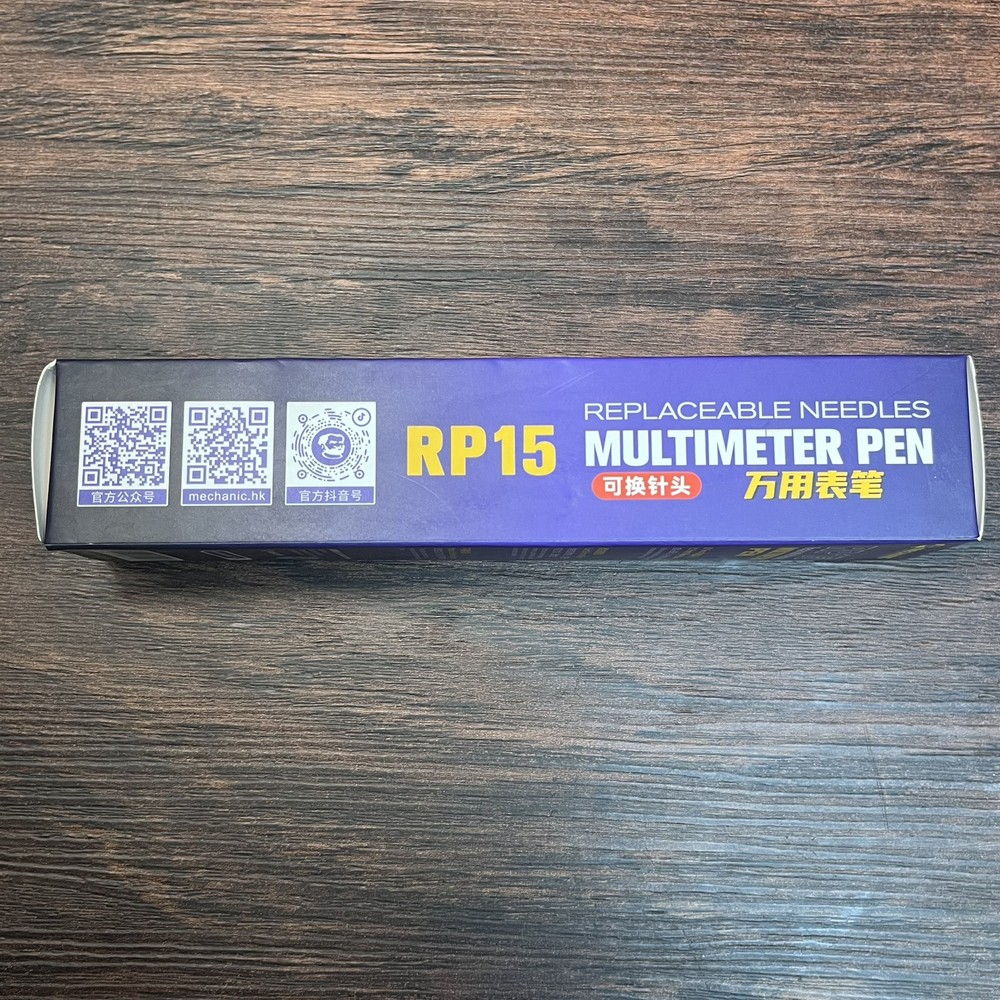 官方公众号
mechanic.hk
官方抖音号
RP15
REPLACEABLE NEEDLES
MULTIMETER PEN
可换针头
万用表笔